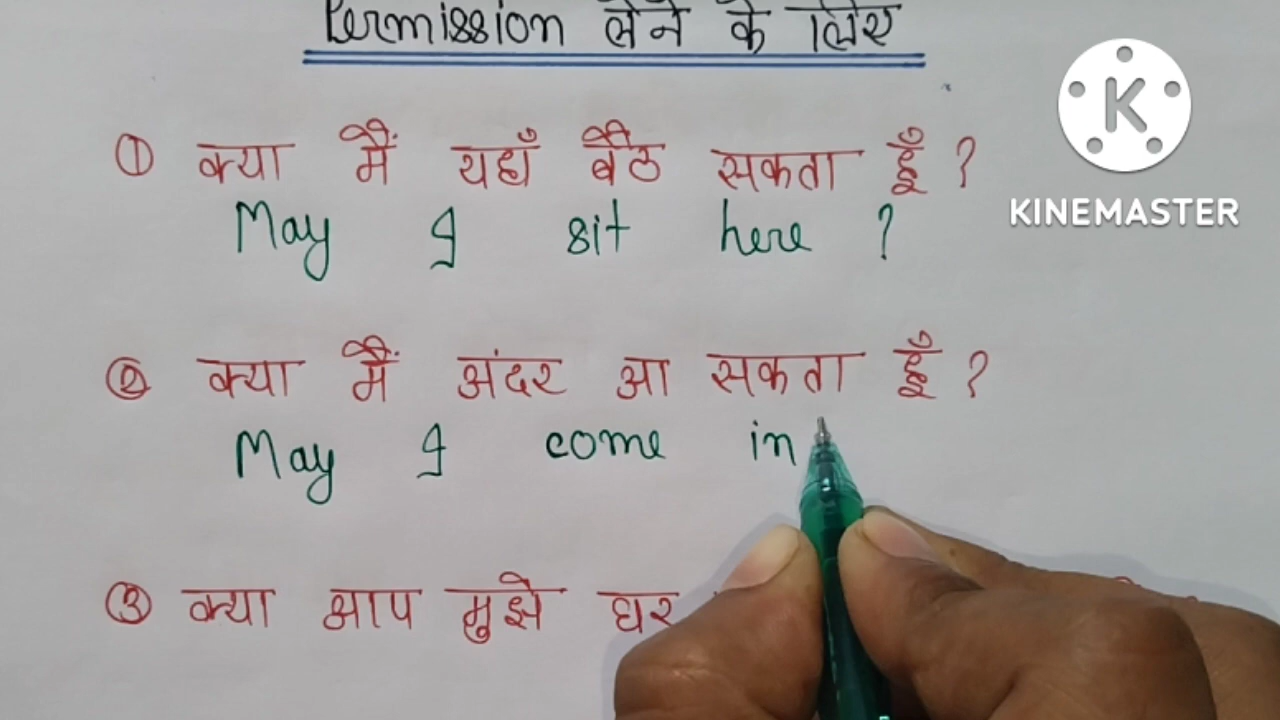 Permission लेने के लिए
① क्या मैं यहाँ बैठ सकता हूँ ?
May I sit here ?
② क्या मैं अंदर आ सकता हूँ ?
May I come in
③ क्या आप मुझे घर
K
KINEMASTER